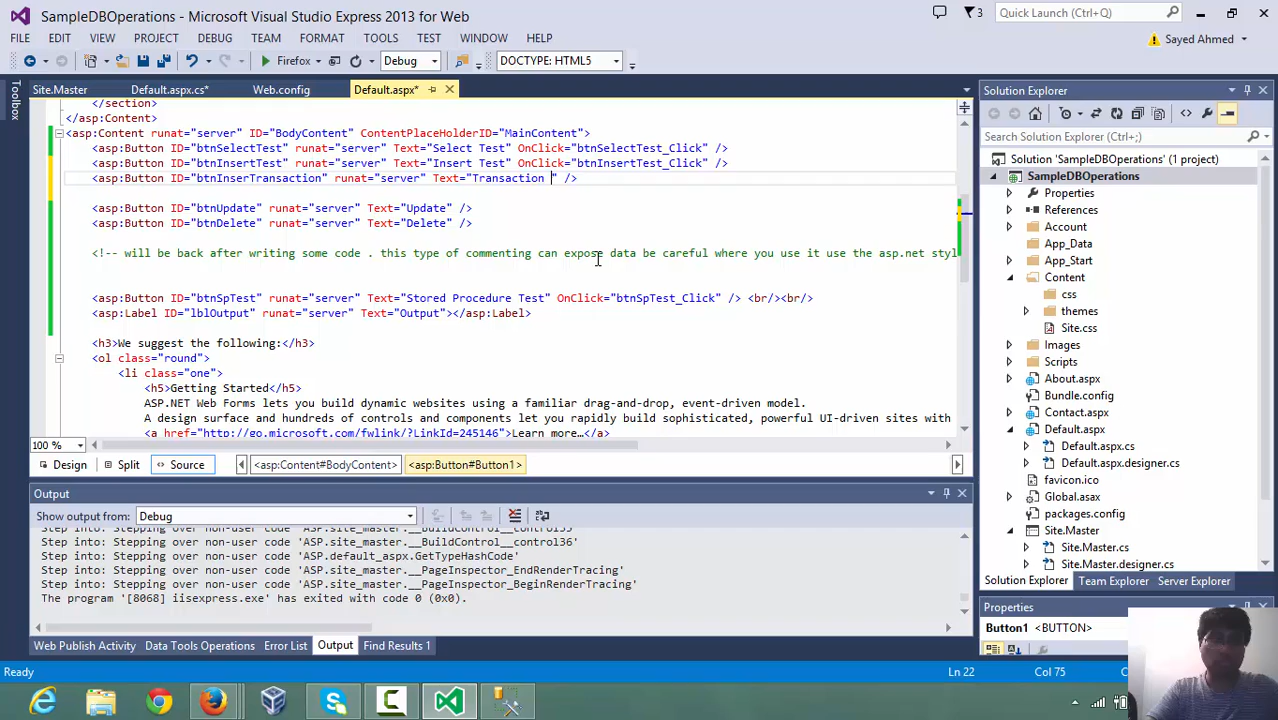 SampleDBOperations - Microsoft Visual Studio Express 2013 for Web
3
Quick Launch (Ctrl+Q)
FILE EDIT VIEW PROJECT DEBUG TEAM FORMAT TOOLS TEST WINDOW HELP
Sayed Ahmed
Firefox Debug DOCTYPE: HTML5
Toolbox
Site.Master Default.aspx.cs* Web.config Default.aspx*
</section>
</asp:Content>
<asp:Content runat="server" ID="BodyContent" ContentPlaceHolderID="MainContent">
<asp:Button ID="btnSelectTest" runat="server" Text="Select Test" OnClick="btnSelectTest_Click" />
<asp:Button ID="btnInsertTest" runat="server" Text="Insert Test" OnClick="btnInsertTest_Click" />
<asp:Button ID="btnInserTransaction" runat="server" Text="Transaction " />
<asp:Button ID="btnUpdate" runat="server" Text="Update" />
<asp:Button ID="btnDelete" runat="server" Text="Delete" />
<!-- will be back after writing some code . this type of commenting can expose data be careful where you use it use the asp.net styl
<asp:Button ID="btnSpTest" runat="server" Text="Stored Procedure Test" OnClick="btnSpTest_Click" /> <br/><br/>
<asp:Label ID="lblOutput" runat="server" Text="Output"></asp:Label>
<h3>We suggest the following:</h3>
<ol class="round">
<li class="one">
<h5>Getting Started</h5>
ASP.NET Web Forms lets you build dynamic websites using a familiar drag-and-drop, event-driven model.
A design surface and hundreds of controls and components let you rapidly build sophisticated, powerful UI-driven sites with
<a href="http://go.microsoft.com/fwlink/?LinkId=245146">Learn more…</a>
100 %
Design Split Source <asp:Content#BodyContent> <asp:Button#Button1>
Output
Show output from: Debug
Step into: Stepping over non-user code 'ASP.site_master.__BuildControl__control35'
Step into: Stepping over non-user code 'ASP.site_master.__BuildControl__control36'
Step into: Stepping over non-user code 'ASP.default_aspx.GetTypeHashCode'
Step into: Stepping over non-user code 'ASP.site_master.__PageInspector_EndRenderTracing'
Step into: Stepping over non-user code 'ASP.site_master.__PageInspector_BeginRenderTracing'
The program '[8068] iisexpress.exe' has exited with code 0 (0x0).
Web Publish Activity Data Tools Operations Error List Output Find Results 1
Solution Explorer
Search Solution Explorer (Ctrl+;)
Solution 'SampleDBOperations' (1 project)
SampleDBOperations
Properties
References
Account
App_Data
App_Start
Content
css
themes
Site.css
Images
Scripts
About.aspx
Bundle.config
Contact.aspx
Default.aspx
Default.aspx.cs
Default.aspx.designer.cs
favicon.ico
Global.asax
packages.config
Site.Master
Site.Master.cs
Site.Master.designer.cs
Solution Explorer Team Explorer Server Explorer
Properties
Button1 <BUTTON>
Ready Ln 22 Col 75